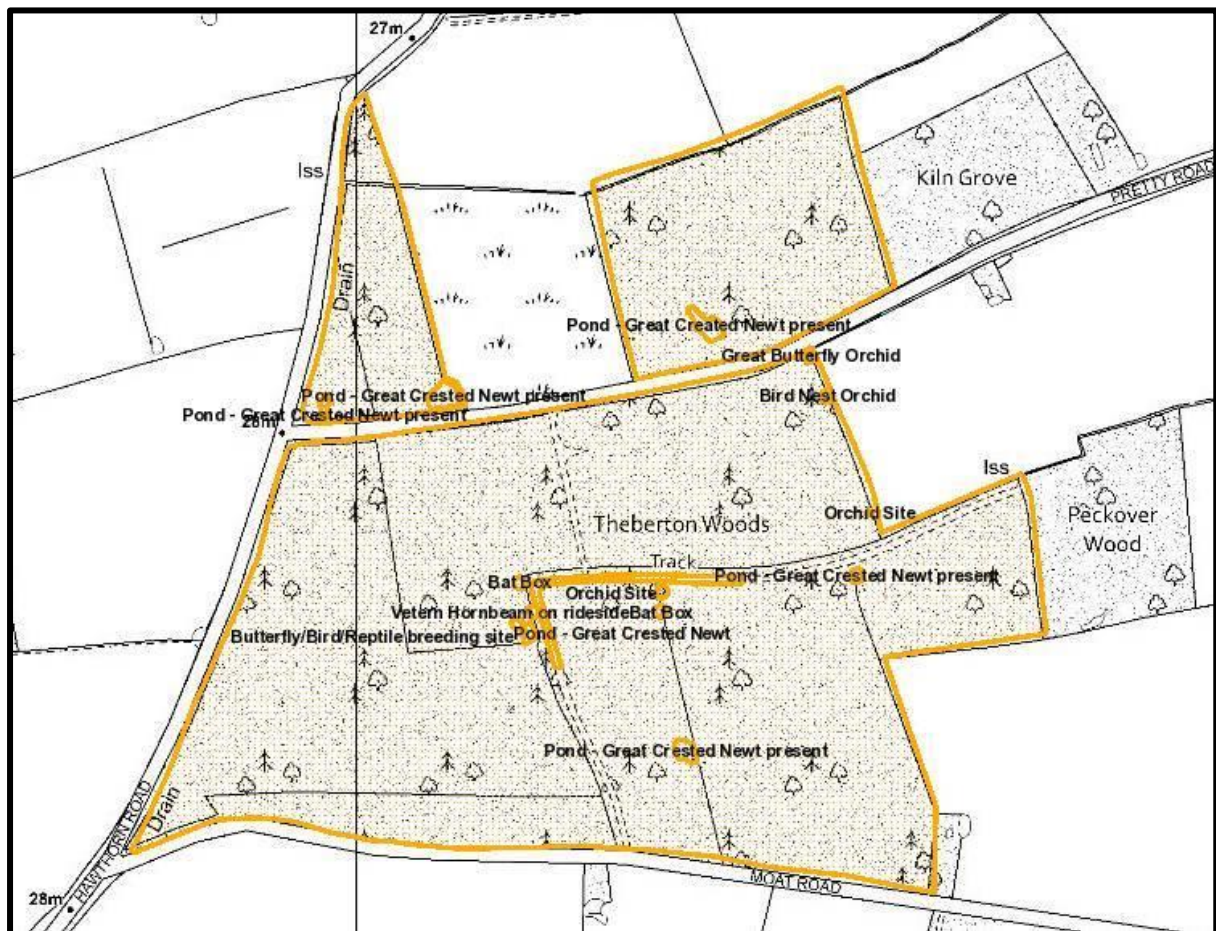 27m
Iss
Kiln Grove
PRETTY ROAD
Drain
Pond - Great Created Newt present
Great Butterfly Orchid
Pond - Great Crested Newt present
Bird Nest Orchid
Pond - Great Crested Newt present
28m
Iss
Orchid Site
Peckover
Wood
Theberton Woods
Track
Bat Box
Pond - Great Crested Newt present
Orchid Site
Vetern Hornbeam on rideside
Bat Box
Butterfly/Bird/Reptile breeding site
Pond - Great Crested Newt
Pond - Great Crested Newt present
Drain
HAWTHORN ROAD
MOAT ROAD
28m